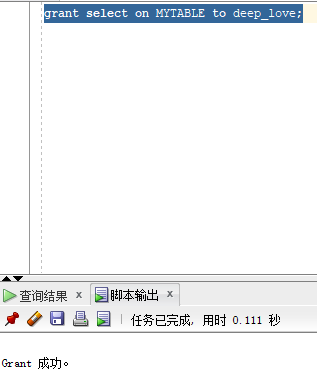 grant select on MYTABLE to deep_love;
查询结果 x 脚本输出 x
任务已完成, 用时 0.111 秒
Grant 成功。